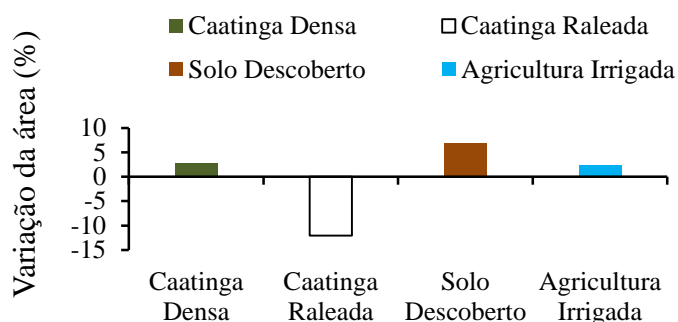 Caatinga Densa
Caatinga Raleada
Solo Descoberto
Agricultura Irrigada
Variação da área (%)
10
5
0
-5
-10
-15
Caatinga Densa
Caatinga Raleada
Solo Descoberto
Agricultura Irrigada